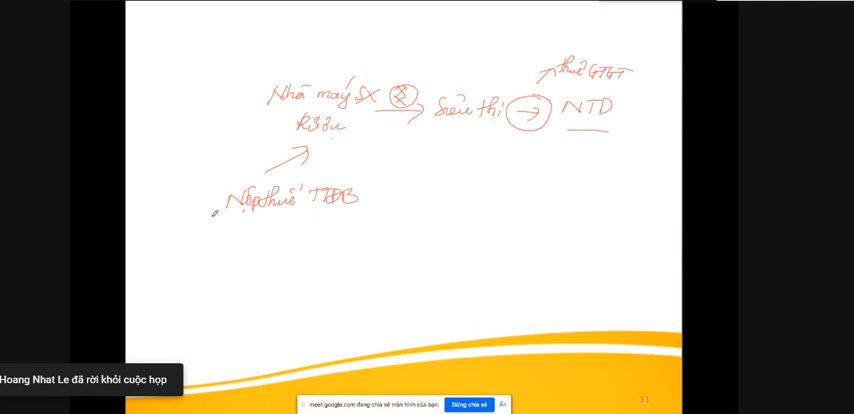 thuế GTGT
Nhà máy SX → Siêu thị → NTD
Rượu
Nộp thuế TTĐB
Hoang Nhat Le đã rời khỏi cuộc họp
33
meet.google.com đang chia sẻ màn hình của bạn. Dừng chia sẻ Ẩn